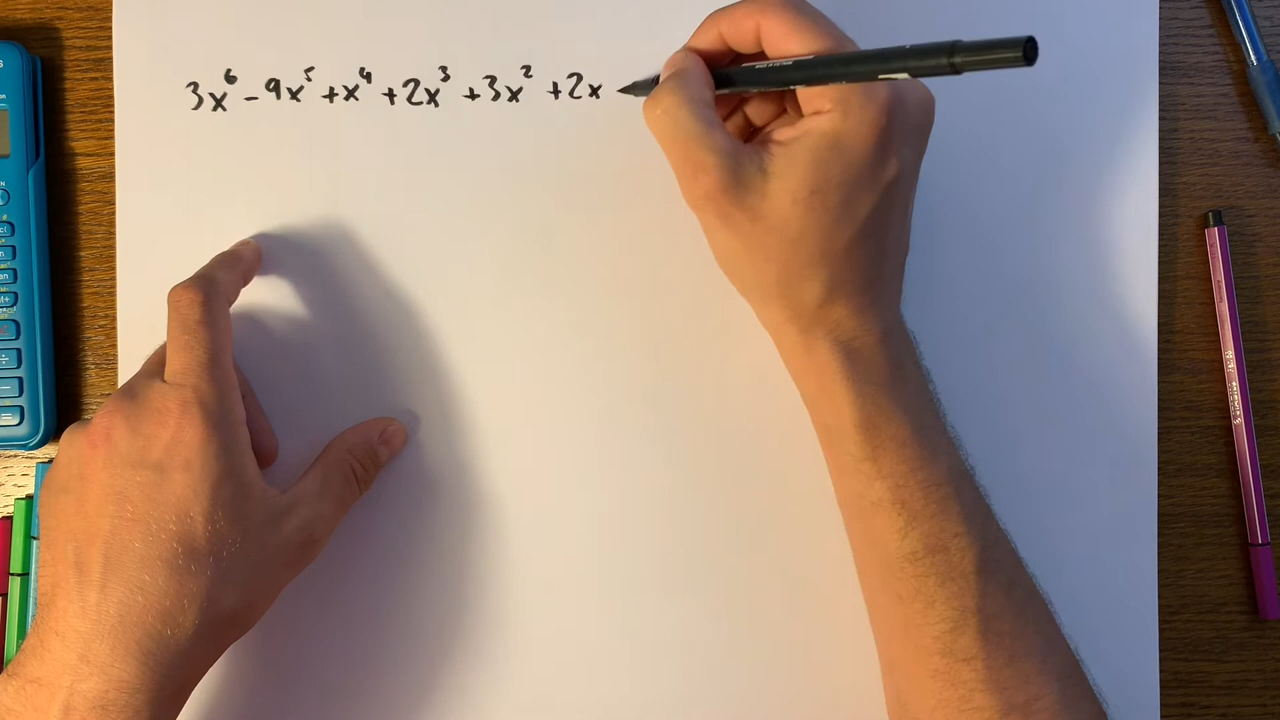 3x⁶ - 9x⁵ + x⁴ + 2x³ + 3x² + 2x